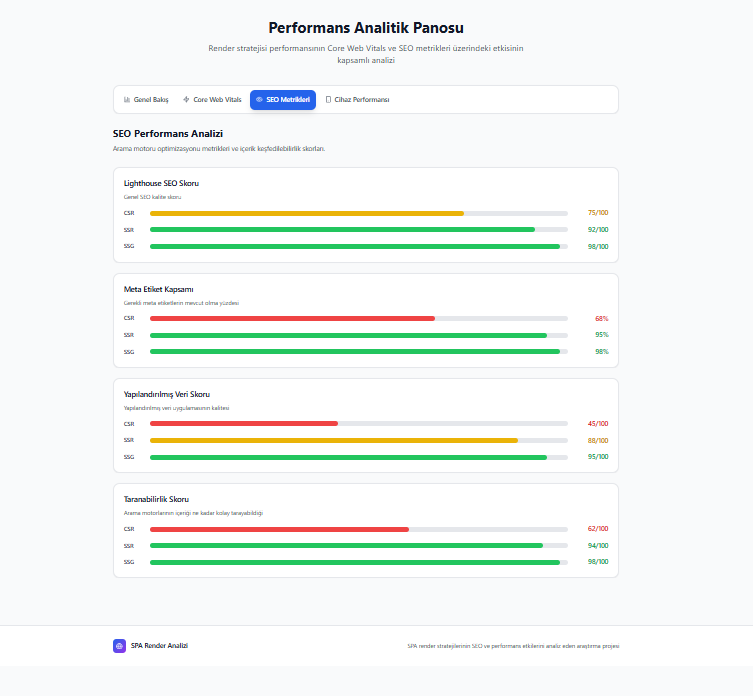 Performans Analitik Panosu
Render stratejisi performansının Core Web Vitals ve SEO metrikleri üzerindeki etkisinin
kapsamlı analizi
Genel Bakış
Core Web Vitals
SEO Metrikleri
Cihaz Performansı
SEO Performans Analizi
Arama motoru optimizasyonu metrikleri ve içerik keşfedilebilirlik skorları.
Lighthouse SEO Skoru
Genel SEO kalite skoru
CSR 75/100
SSR 92/100
SSG 98/100
Meta Etiket Kapsamı
Gerekli meta etiketlerin mevcut olma yüzdesi
CSR 68%
SSR 95%
SSG 98%
Yapılandırılmış Veri Skoru
Yapılandırılmış veri uygulamasının kalitesi
CSR 45/100
SSR 88/100
SSG 95/100
Taranabilirlik Skoru
Arama motorlarının içeriği ne kadar kolay tarayabildiği
CSR 62/100
SSR 94/100
SSG 98/100
SPA Render Analizi
SPA render stratejilerinin SEO ve performans etkilerini analiz eden araştırma projesi